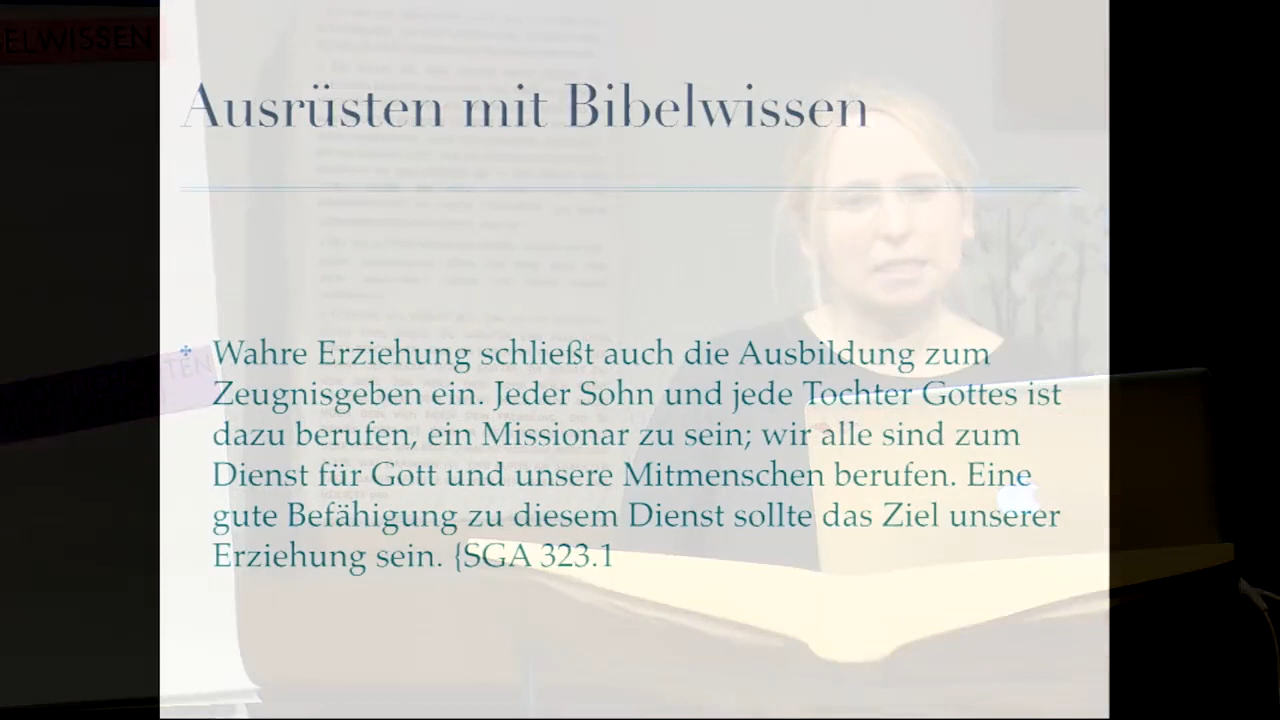 ELWISSEN
Ausrüsten mit Bibelwissen
Wahre Erziehung schließt auch die Ausbildung zum
Zeugnisgeben ein. Jeder Sohn und jede Tochter Gottes ist
dazu berufen, ein Missionar zu sein; wir alle sind zum
Dienst für Gott und unsere Mitmenschen berufen. Eine
gute Befähigung zu diesem Dienst sollte das Ziel unserer
Erziehung sein. {SGA 323.1
TEN